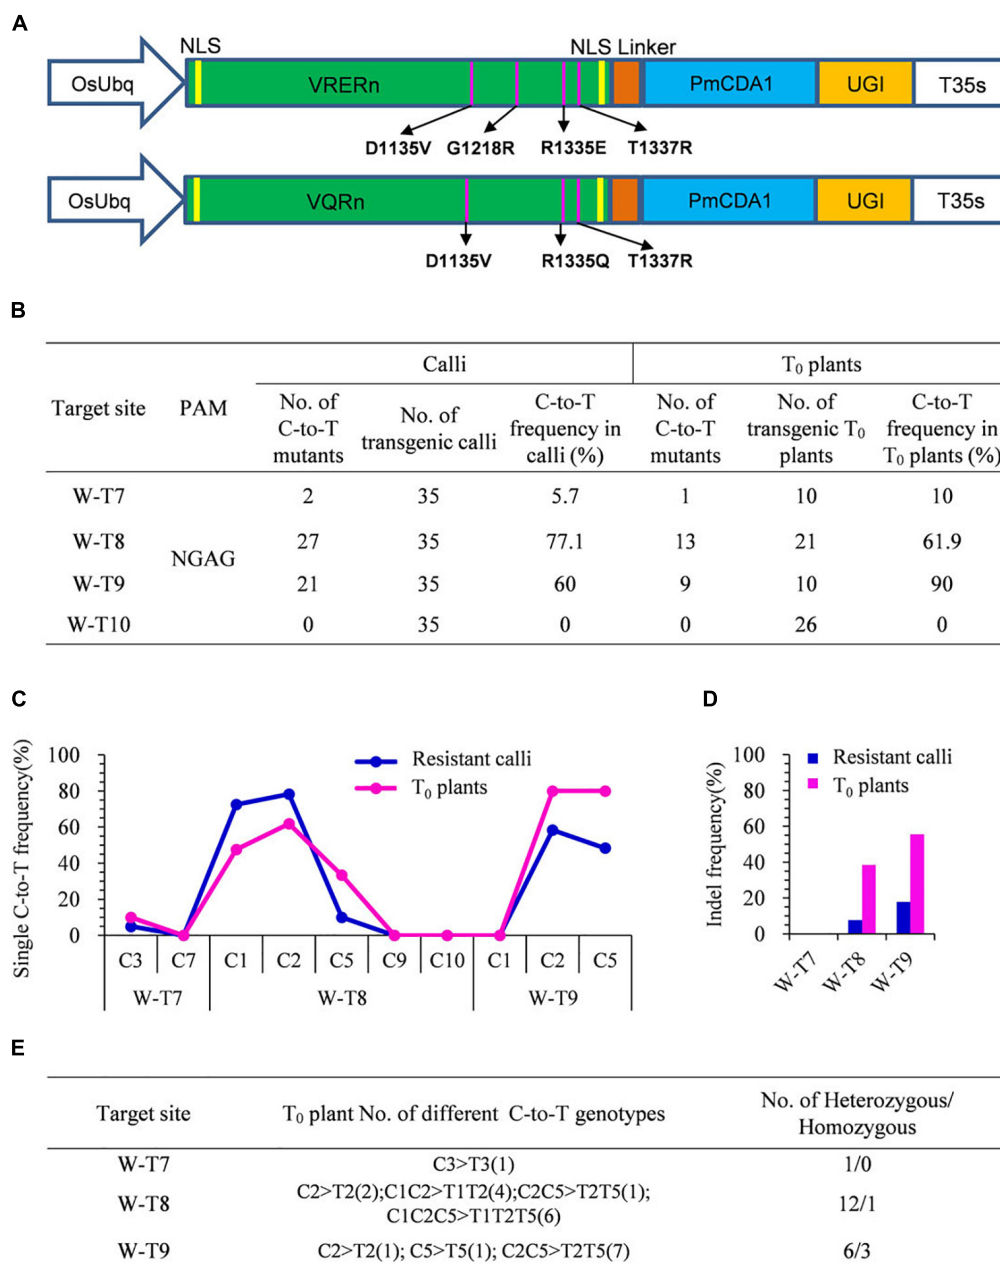 A
NLS
NLS Linker
OsUbq
VRERn
PmCDA1
UGI
T35s
D1135V
G1218R
R1335E
T1337R
OsUbq
VQRn
PmCDA1
UGI
T35s
D1135V
R1335Q
T1337R
B
Calli
T0 plants
Target site
PAM
No. of
C-to-T
mutants
No. of
transgenic calli
C-to-T
frequency in
calli (%)
No. of
C-to-T
mutants
No. of
transgenic T0
plants
C-to-T
frequency in
T0 plants (%)
W-T7 2 35 5.7 1 10 10
W-T8 27 35 77.1 13 21 61.9
NGAG
W-T9 21 35 60 9 10 90
W-T10 0 35 0 0 26 0
C
Single C-to-T frequency(%)
100
80
60
40
20
0
Resistant calli
T0 plants
C3 C7 C1 C2 C5 C9 C10 C1 C2 C5
W-T7 W-T8 W-T9
D
Indel frequency(%)
100
80
60
40
20
0
Resistant calli
T0 plants
W-T7
W-T8
W-T9
E
Target site
T0 plant No. of different C-to-T genotypes
No. of Heterozygous/
Homozygous
W-T7 C3>T3(1) 1/0
W-T8
C2>T2(2);C1C2>T1T2(4);C2C5>T2T5(1);
C1C2C5>T1T2T5(6)
12/1
W-T9 C2>T2(1); C5>T5(1); C2C5>T2T5(7) 6/3